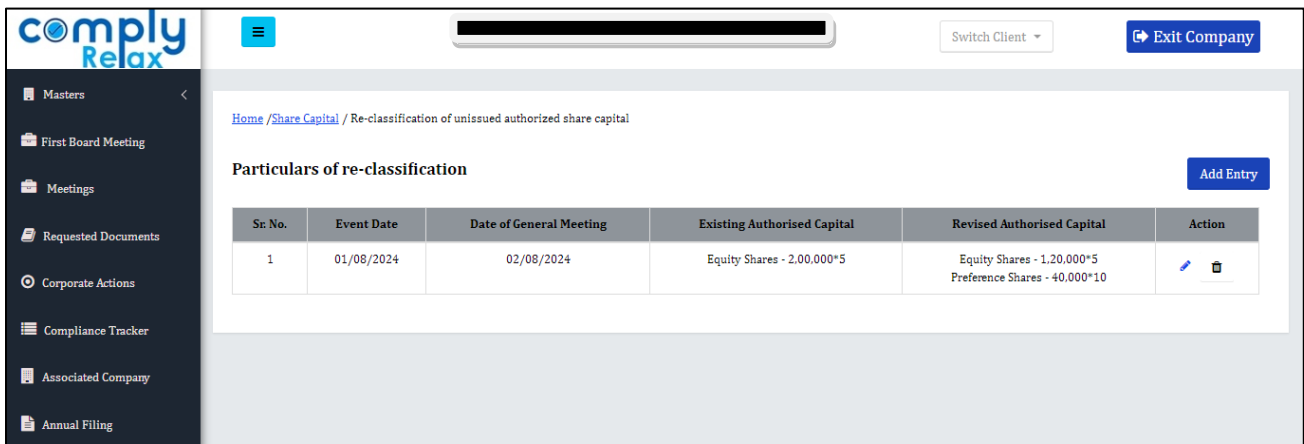 comply
Relax
Switch Client
Exit Company
Masters
First Board Meeting
Meetings
Requested Documents
Corporate Actions
Compliance Tracker
Associated Company
Annual Filing
Home /Share Capital / Re-classification of unissued authorized share capital
Particulars of re-classification
Add Entry
Sr. No. Event Date Date of General Meeting Existing Authorised Capital Revised Authorised Capital Action
1 01/08/2024 02/08/2024 Equity Shares - 2,00,000*5 Equity Shares - 1,20,000*5
Preference Shares - 40,000*10